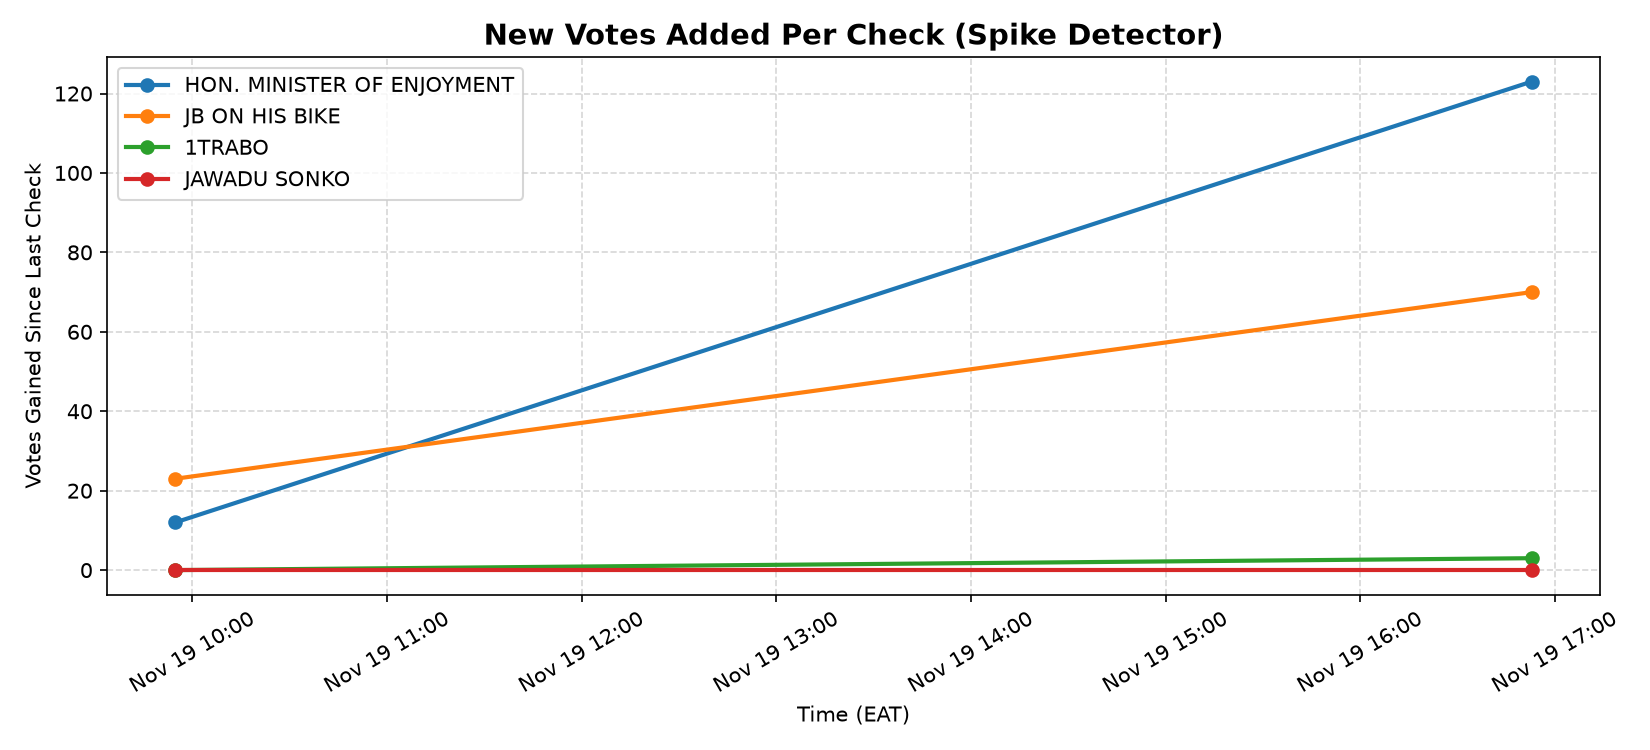 New Votes Added Per Check (Spike Detector)
HON. MINISTER OF ENJOYMENT
JB ON HIS BIKE
1TRABO
JAWADU SONKO
Votes Gained Since Last Check
120
100
80
60
40
20
0
Nov 19 10:00
Nov 19 11:00
Nov 19 12:00
Nov 19 13:00
Nov 19 14:00
Nov 19 15:00
Nov 19 16:00
Nov 19 17:00
Time (EAT)